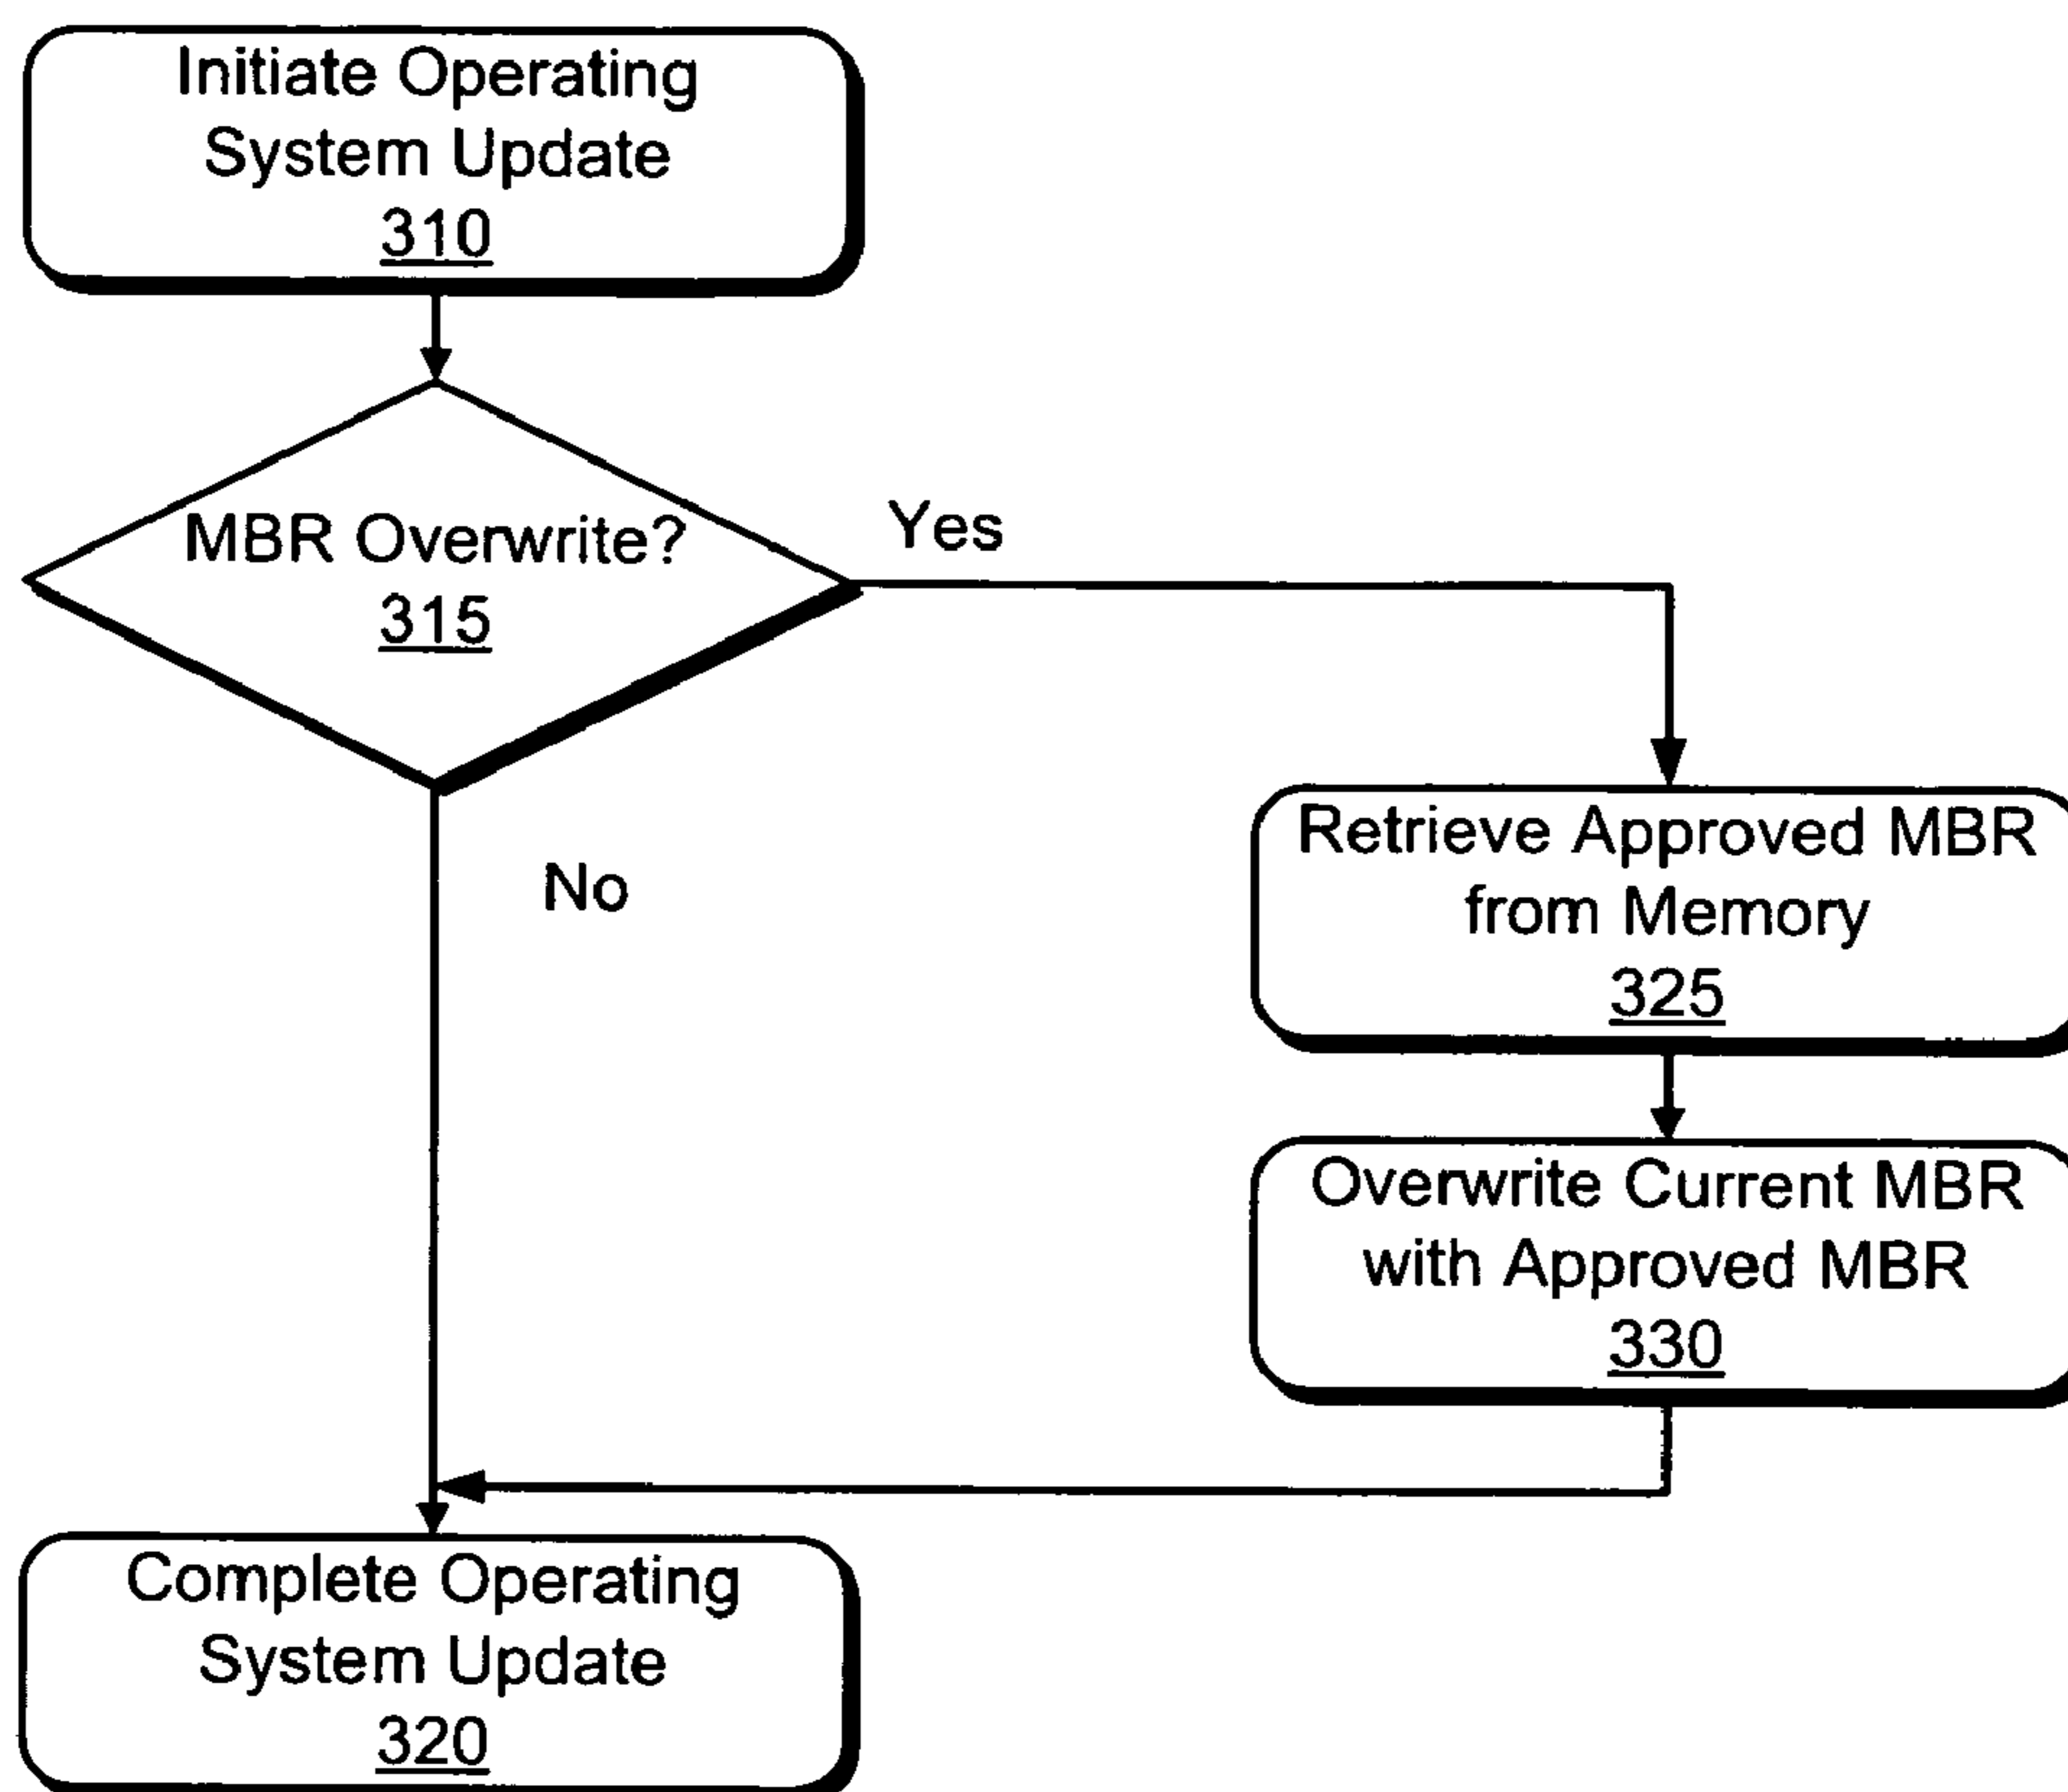 Initiate Operating
System Update
310
MBR Overwrite?
315
Yes
No
Retrieve Approved MBR
from Memory
325
Overwrite Current MBR
with Approved MBR
330
Complete Operating
System Update
320